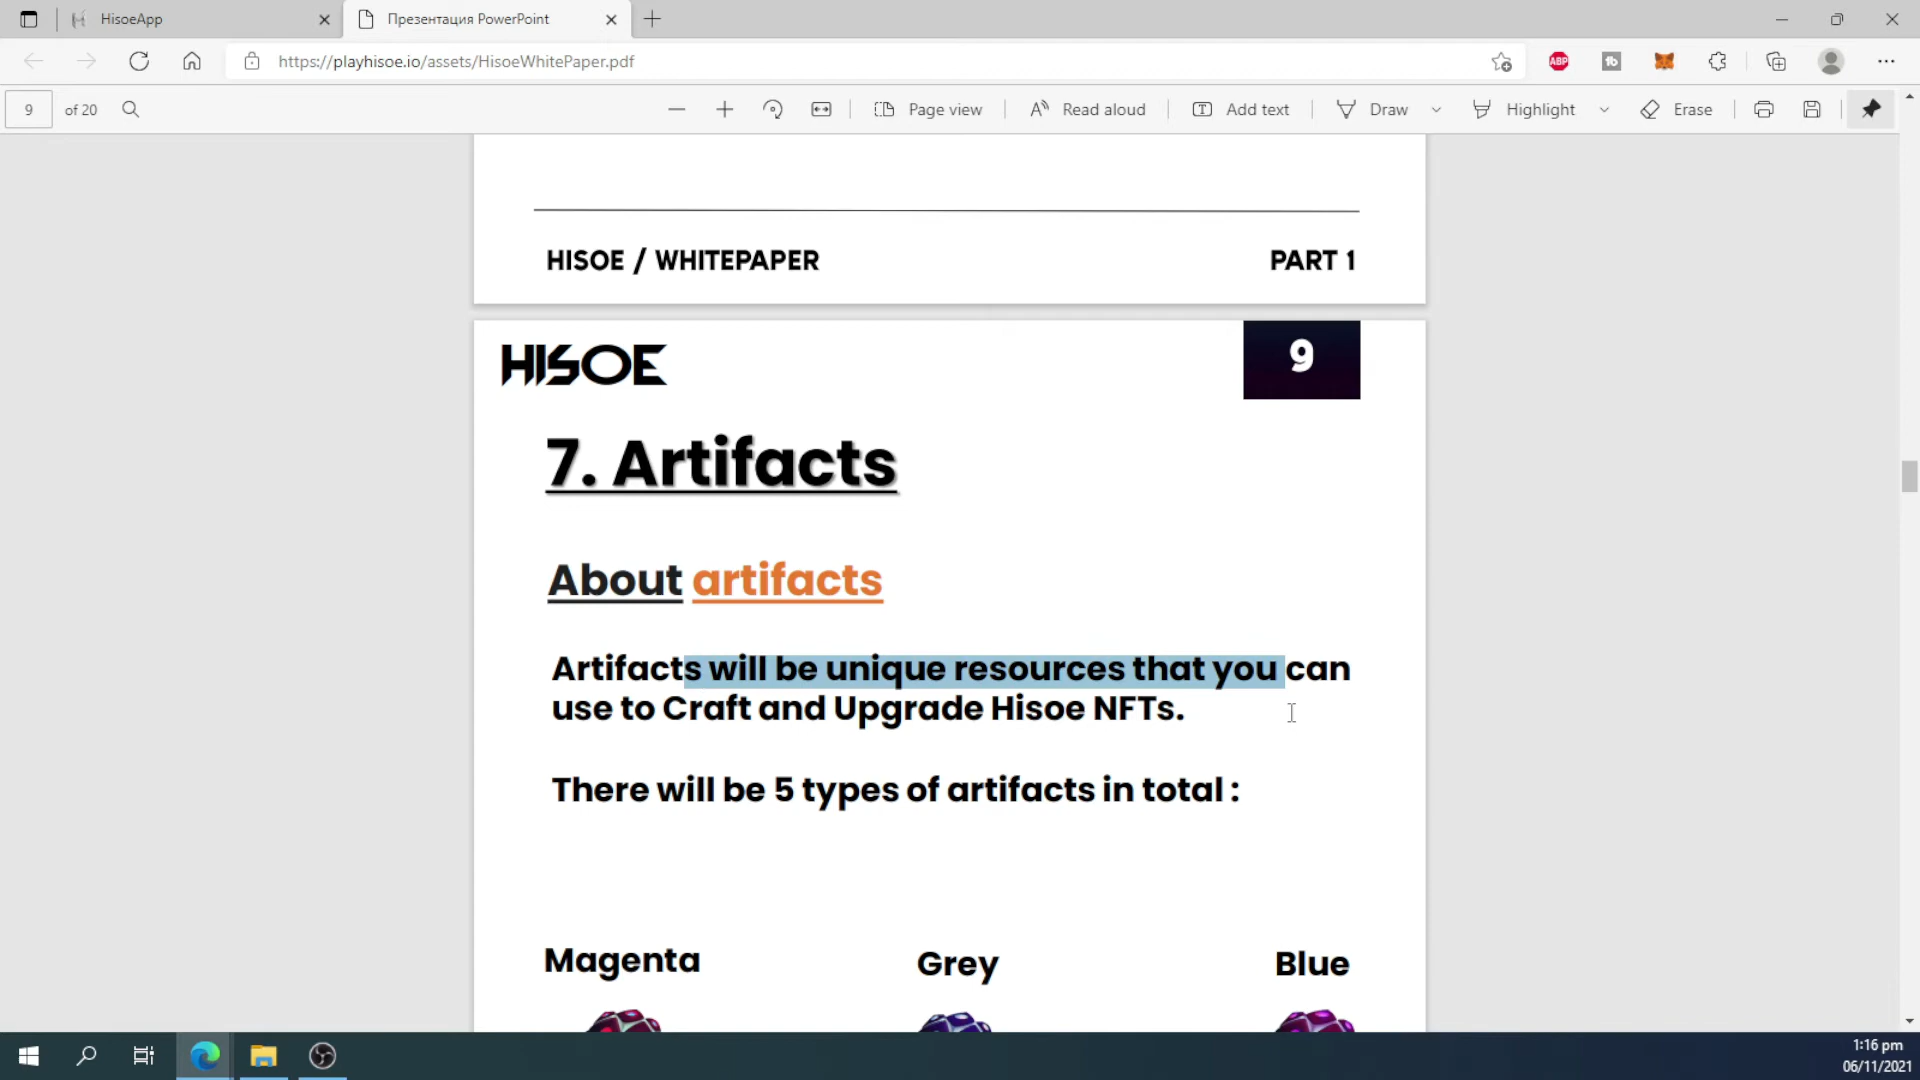 HisoeApp
Презентация PowerPoint
https://playhisoe.io/assets/HisoeWhitePaper.pdf
ABP
9 of 20
Page view
Read aloud
Add text
Draw
Highlight
Erase
HISOE / WHITEPAPER PART 1
HISOE 9
7. Artifacts
About artifacts
Artifacts will be unique resources that you can
use to Craft and Upgrade Hisoe NFTs.
There will be 5 types of artifacts in total :
Magenta Grey Blue
1:16 pm
06/11/2021